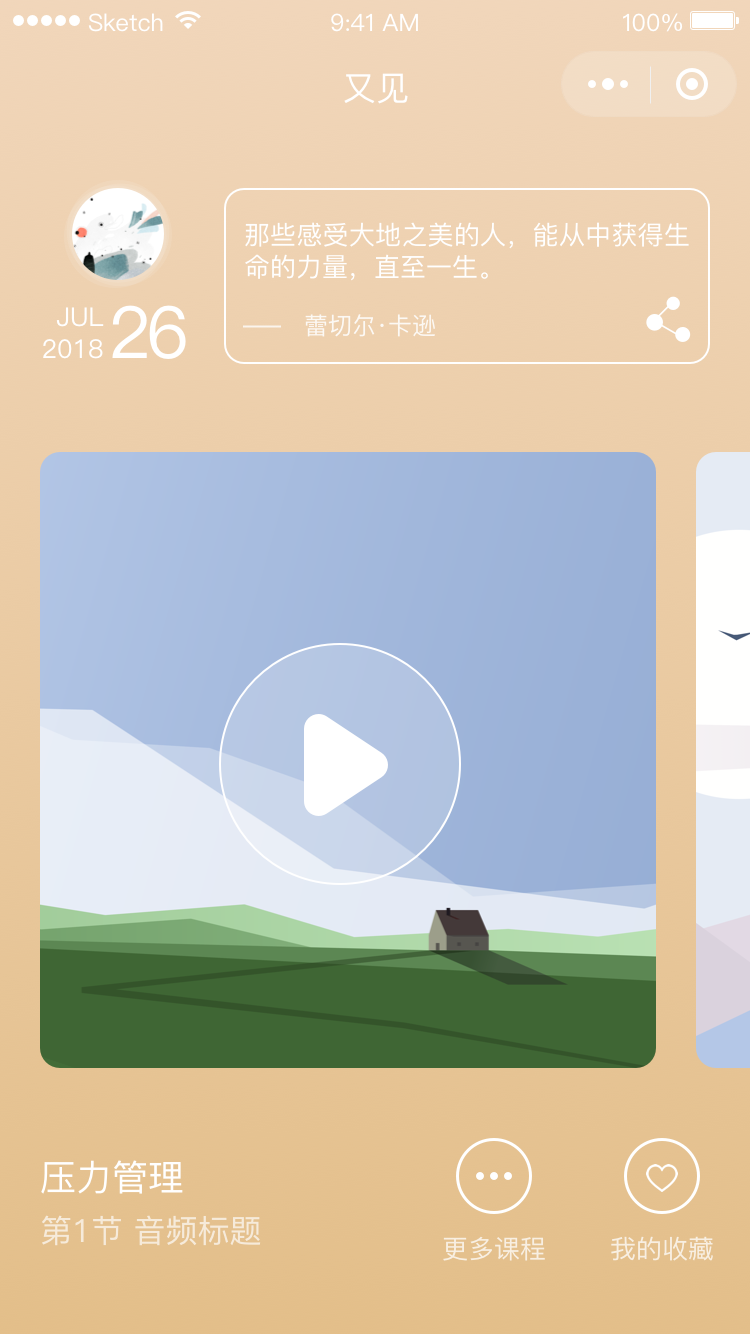 Sketch 9:41 AM 100%
又见
那些感受大地之美的人，能从中获得生
命的力量，直至一生。
—— 蕾切尔·卡逊
JUL
2018
26
压力管理
第1节 音频标题
更多课程
我的收藏